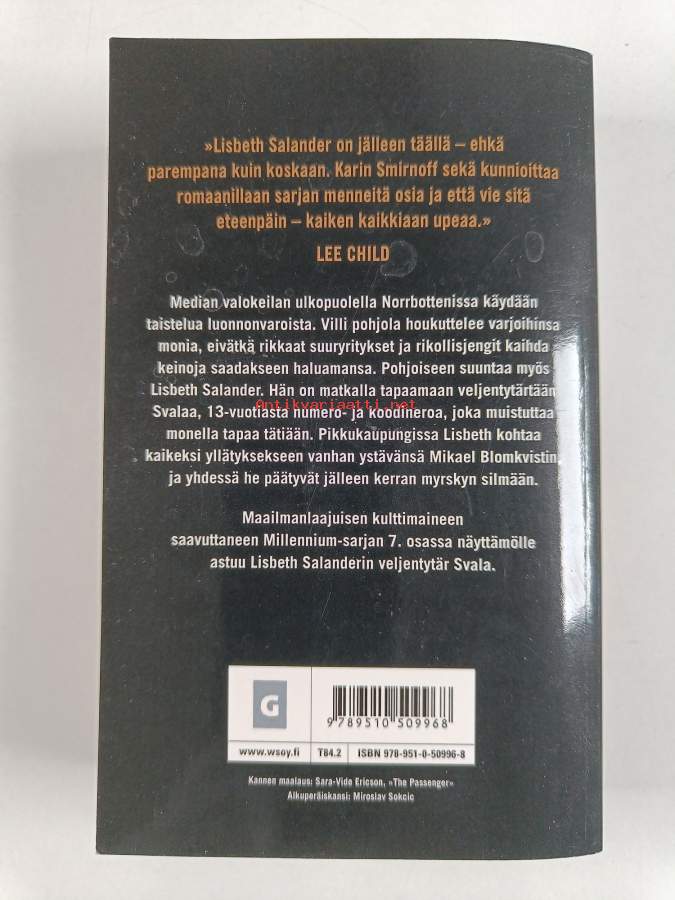 »Lisbeth Salander on jälleen täällä – ehkä
parempana kuin koskaan. Karin Smirnoff sekä kunnioittaa
romaanillaan sarjan menneitä osia ja että vie sitä
eteenpäin – kaiken kaikkiaan upeaa.»
LEE CHILD
Median valokeilan ulkopuolella Norrbottenissa käydään
taistelua luonnonvaroista. Villi pohjola houkuttelee varjoihinsa
monia, eivätkä rikkaat suuryritykset ja rikollisjengit kaihda
keinoja saadakseen haluamansa. Pohjoiseen suuntaa myös
Lisbeth Salander. Hän on matkalla tapaamaan veljentytärtään
Antikvariaatti.net
Svalaa, 13-vuotiasta numero- ja koodineroa, joka muistuttaa
monella tapaa tätiään. Pikkukaupungissa Lisbeth kohtaa
kaikeksi yllätyksekseen vanhan ystävänsä Mikael Blomkvistin,
ja yhdessä he päätyvät jälleen kerran myrskyn silmään.
Maailmanlaajuisen kulttimaineen
saavuttaneen Millennium-sarjan 7. osassa näyttämölle
astuu Lisbeth Salanderin veljentytär Svala.
G
9 789510 509968
www.wsoy.fi T84.2 ISBN 978-951-0-50996-8
Kannen maalaus: Sara-Vide Ericson, »The Passenger»
Alkuperäiskansi: Miroslav Sokcic